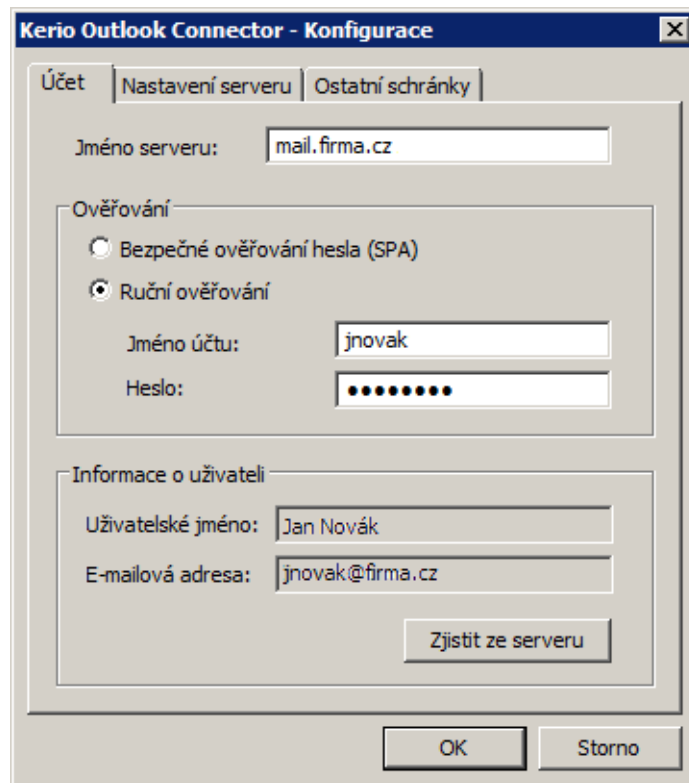 Kerio Outlook Connector - Konfigurace
Účet Nastavení serveru Ostatní schránky
Jméno serveru: mail.firma.cz
Ověřování
Bezpečné ověřování hesla (SPA)
Ruční ověřování
Jméno účtu: jnovak
Heslo: ●●●●●●●●
Informace o uživateli
Uživatelské jméno: Jan Novák
E-mailová adresa: jnovak@firma.cz
Zjistit ze serveru
OK Storno